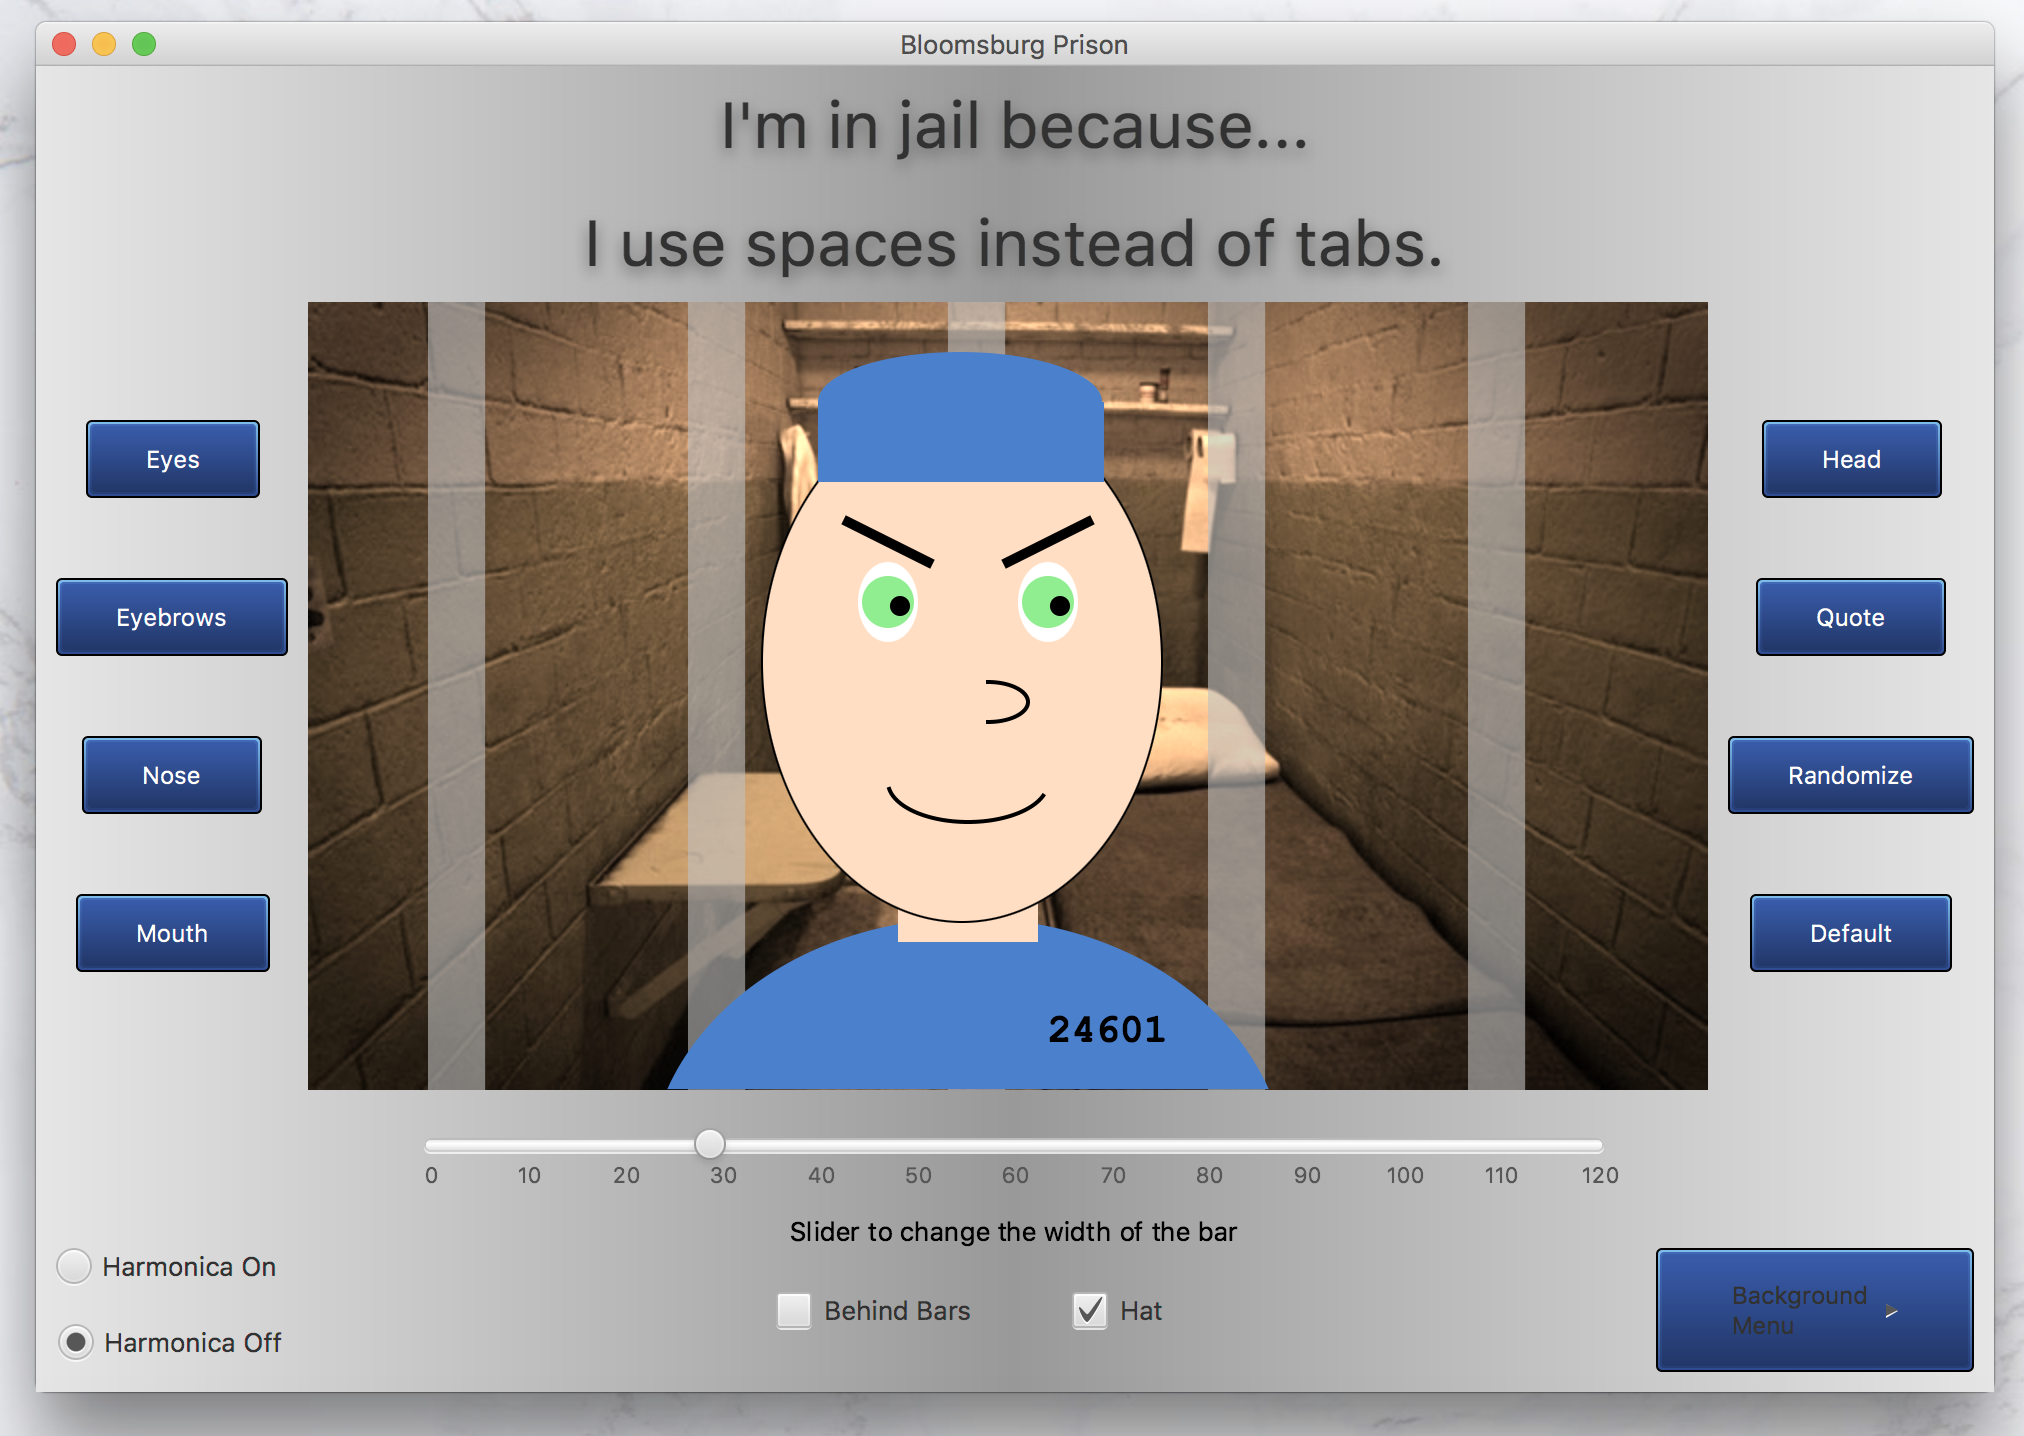 Bloomsburg Prison
I'm in jail because...
I use spaces instead of tabs.
Eyes
Head
Eyebrows
Quote
Nose
Randomize
Mouth
Default
24601
0 10 20 30 40 50 60 70 80 90 100 110 120
Slider to change the width of the bar
Harmonica On
Harmonica Off
Behind Bars
Hat
Background
Menu